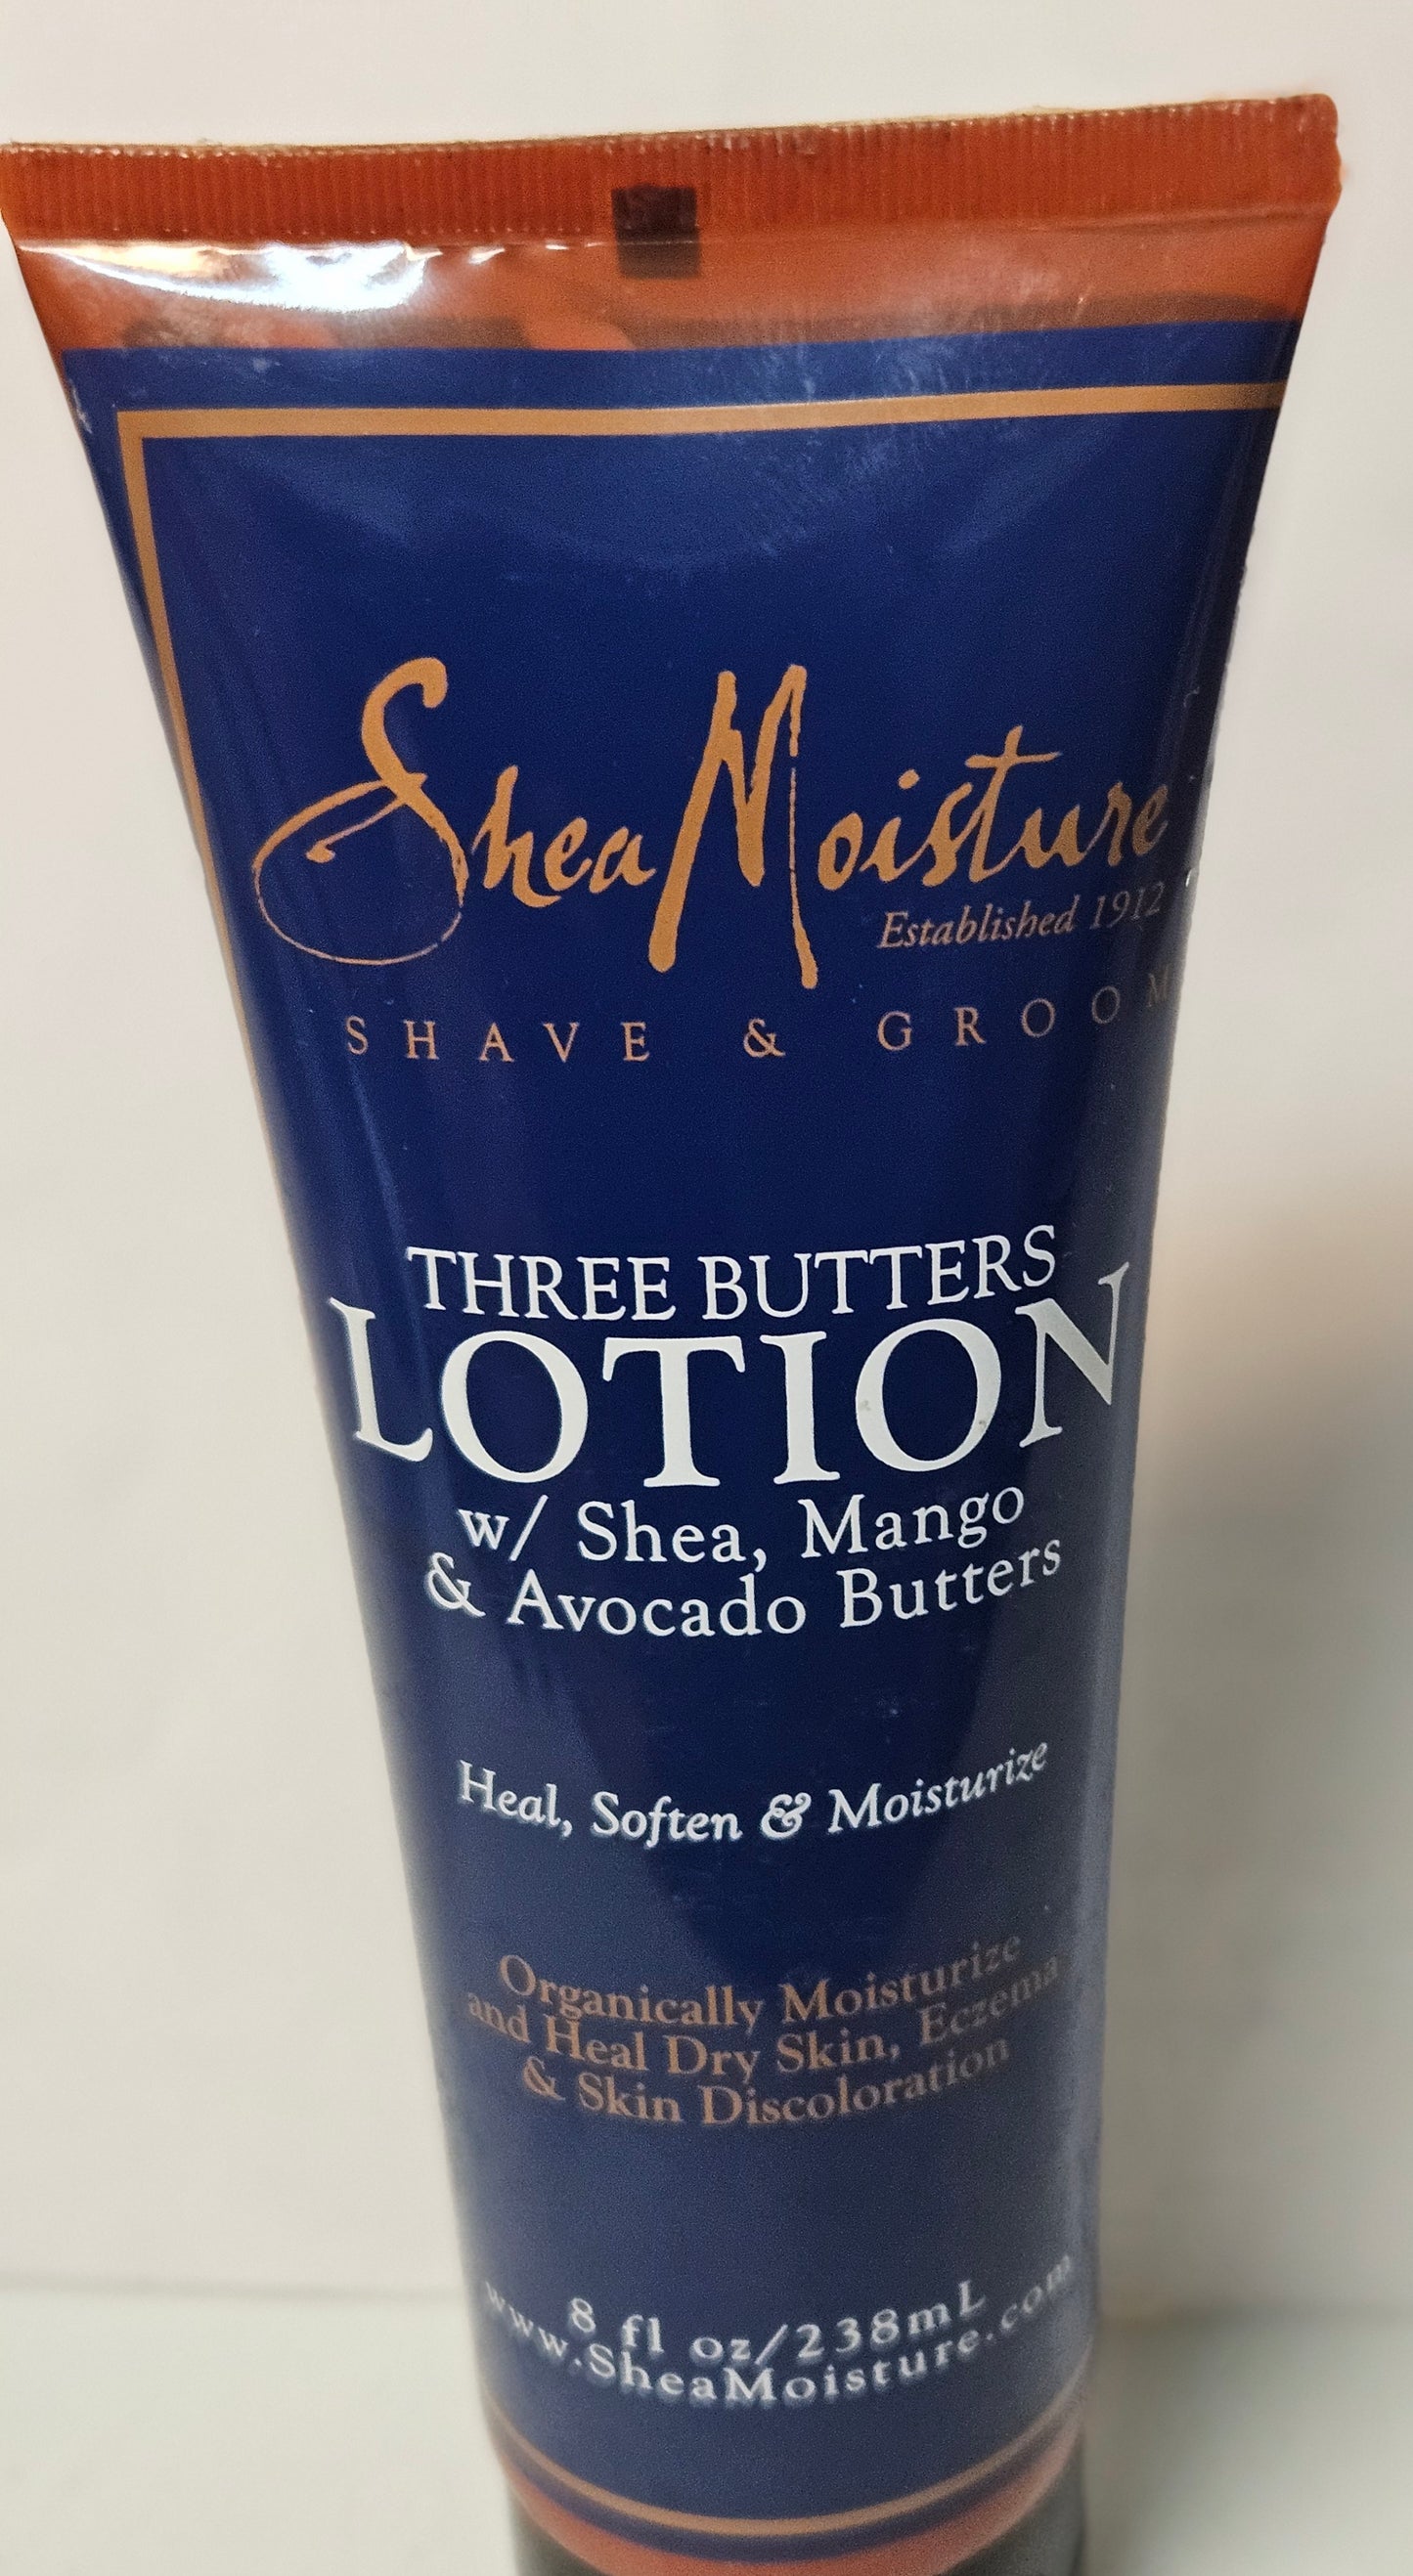 SheaMoisture
Established 1912
SHAVE & GROOM
THREE BUTTERS
LOTION
w/ Shea, Mango
& Avocado Butters
Heal, Soften & Moisturize
Organically Moisturize
and Heal Dry Skin, Eczema
& Skin Discoloration
8 fl oz/238mL
www.SheaMoisture.com